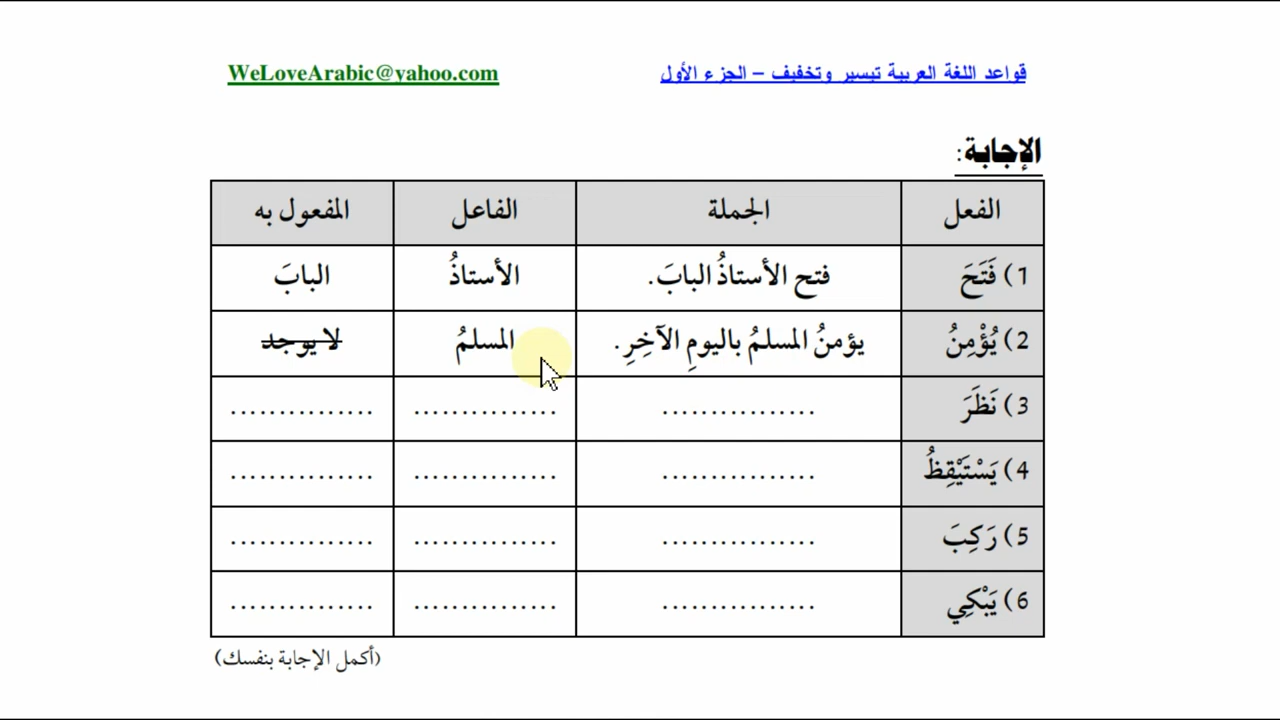 قواعد اللغة العربية تيسير وتخفيف – الجزء الأول WeLoveArabic@yahoo.com
الإجابة:
الفعل الجملة الفاعل المفعول به
1) فَتَحَ فتح الأستاذُ البابَ. الأستاذُ البابَ
2) يُؤْمِنُ يؤمنُ المسلمُ باليومِ الآخِرِ. المسلمُ لا يوجد
3) نَظَرَ ................ ............... ...............
4) يَسْتَيْقِظُ ................ ............... ...............
5) رَكِبَ ................ ............... ...............
6) يَبْكِي ................ ............... ...............
(أكمل الإجابة بنفسك)